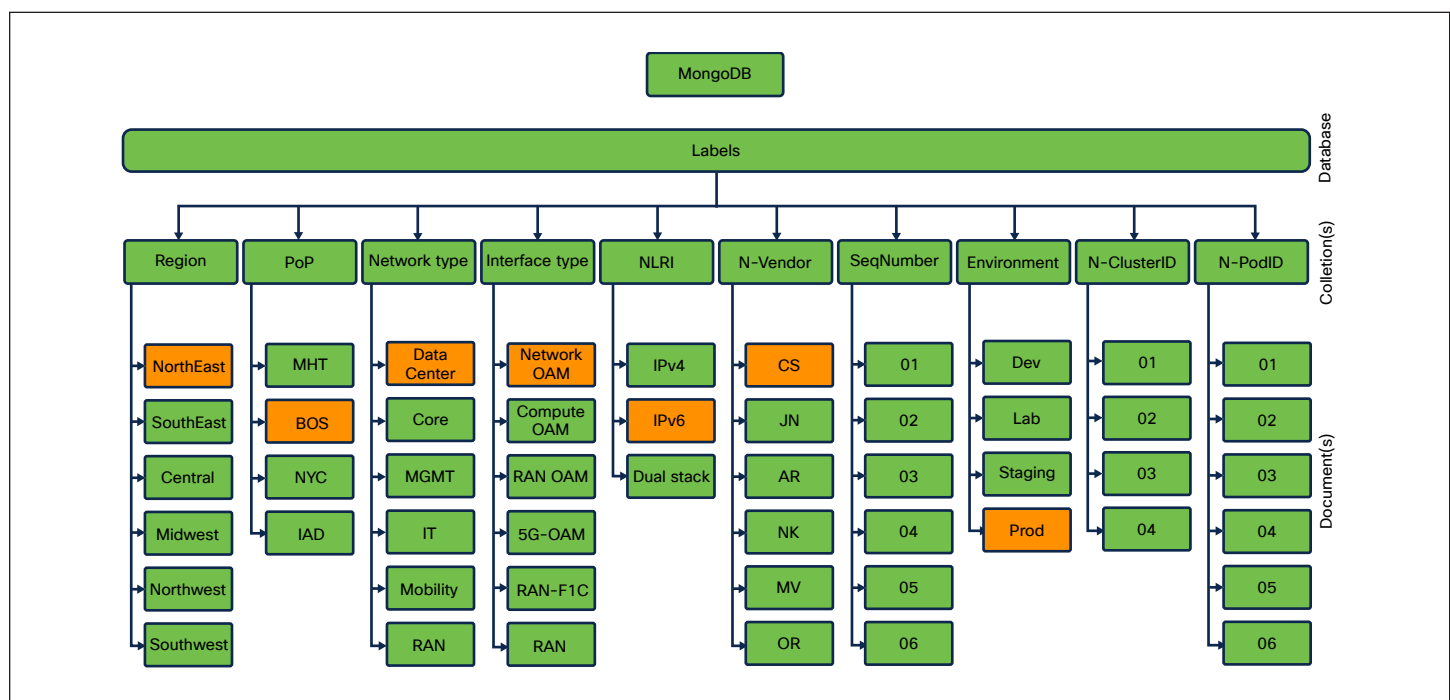 MongoDB
Labels
Database
Region
PoP
Network type
Interface type
NLRI
N-Vendor
SeqNumber
Environment
N-ClusterID
N-PodID
Colletion(s)
NorthEast
SouthEast
Central
Midwest
Northwest
Southwest
MHT
BOS
NYC
IAD
Data
Center
Core
MGMT
IT
Mobility
RAN
Network
OAM
Compute
OAM
RAN OAM
5G-OAM
RAN-F1C
RAN
IPv4
IPv6
Dual stack
CS
JN
AR
NK
MV
OR
01
02
03
04
05
06
Dev
Lab
Staging
Prod
01
02
03
04
01
02
03
04
05
06
Document(s)